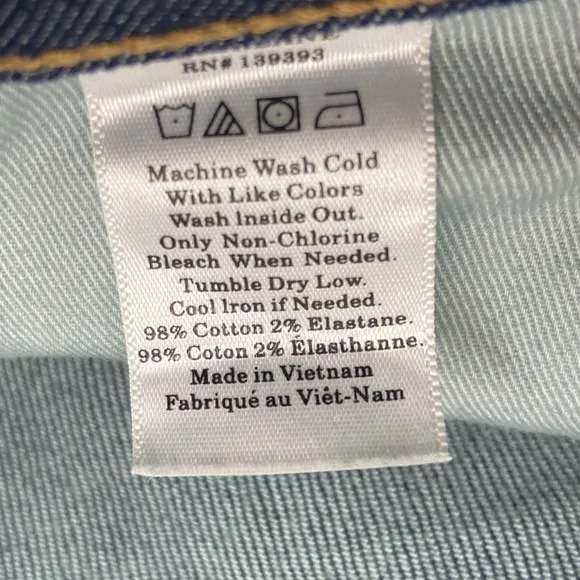 RN# 139393
Machine Wash Cold
With Like Colors
Wash Inside Out.
Only Non-Chlorine
Bleach When Needed.
Tumble Dry Low.
Cool Iron if Needed.
98% Cotton 2% Elastane.
98% Coton 2% Élasthanne.
Made in Vietnam
Fabriqué au Viêt-Nam